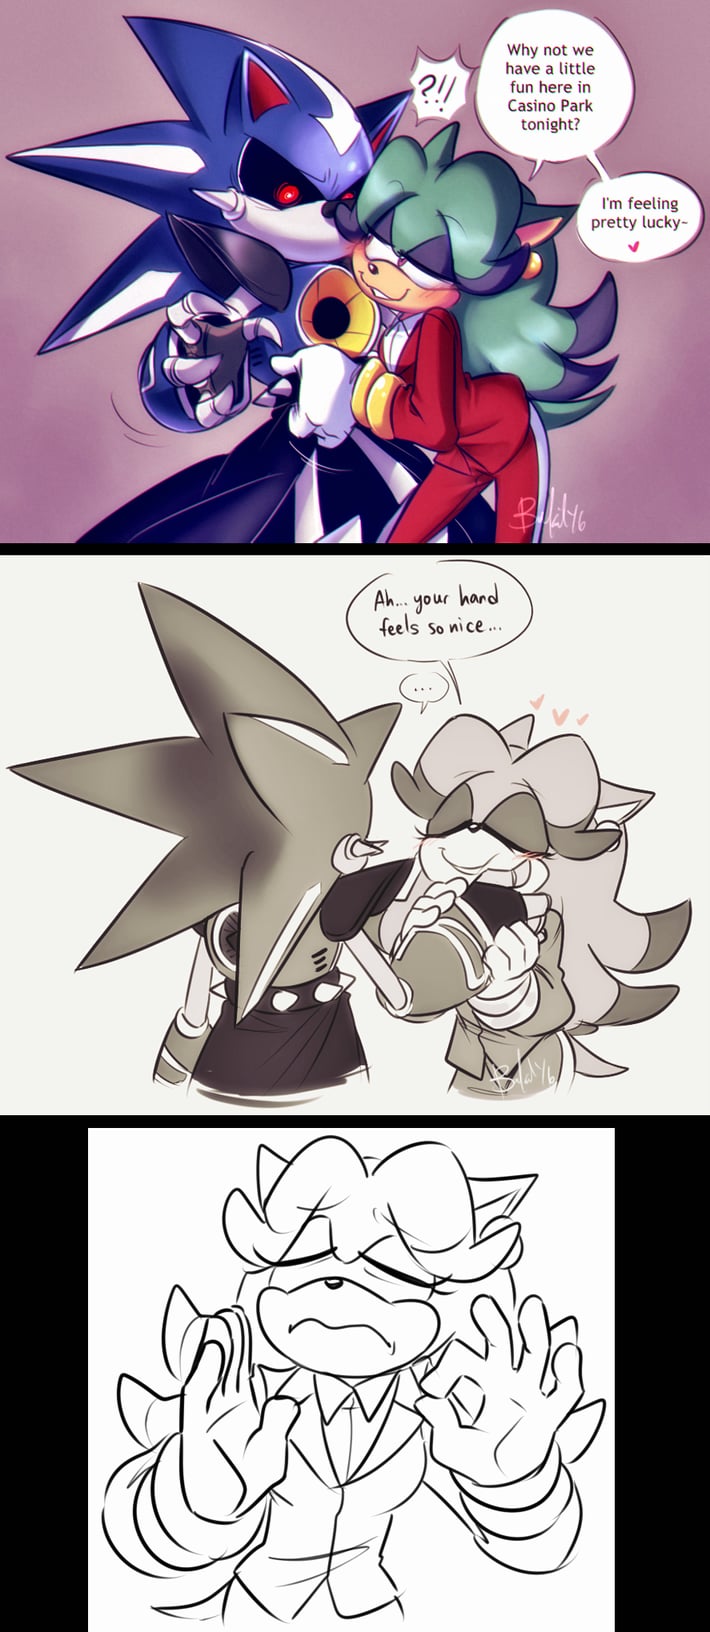 ?!!
Why not we
have a little
fun here in
Casino Park
tonight?
I'm feeling
pretty lucky~
Ah... your hand
feels so nice...
...